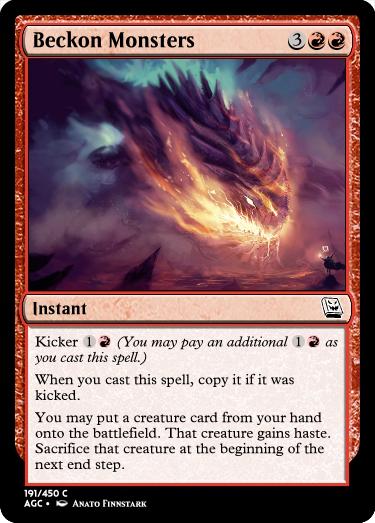 Beckon Monsters 3
Instant
Kicker 1 (You may pay an additional 1 as
you cast this spell.)
When you cast this spell, copy it if it was
kicked.
You may put a creature card from your hand
onto the battlefield. That creature gains haste.
Sacrifice that creature at the beginning of the
next end step.
191/450 C
AGC • Anato Finnstark